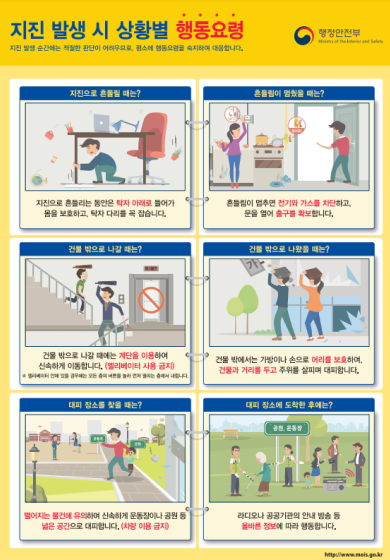 지진 발생 시 상황별 행동요령
지진 발생 순간에는 적절한 판단이 어려우므로, 평소에 행동요령을 숙지하여 대응합니다.
행정안전부
Ministry of the Interior and Safety
지진으로 흔들릴 때는?
지진으로 흔들리는 동안은 탁자 아래로 들어가
몸을 보호하고, 탁자 다리를 꼭 잡습니다.
흔들림이 멈췄을 때는?
흔들림이 멈추면 전기와 가스를 차단하고,
문을 열어 출구를 확보합니다.
건물 밖으로 나갈 때는?
건물 밖으로 나갈 때에는 계단을 이용하여
신속하게 이동합니다. (엘리베이터 사용 금지)
※ 엘리베이터 안에 있을 경우에는 모든 층의 버튼을 눌러 먼저 열리는 층에서 내립니다.
건물 밖으로 나왔을 때는?
건물 밖에서는 가방이나 손으로 머리를 보호하며,
건물과 거리를 두고 주위를 살피며 대피합니다.
대피 장소를 찾을 때는?
떨어지는 물건에 유의하며 신속하게 운동장이나 공원 등
넓은 공간으로 대피합니다. (차량 이용 금지)
대피 장소에 도착한 후에는?
공원, 운동장
라디오나 공공기관의 안내 방송 등
올바른 정보에 따라 행동합니다.
http://www.mois.go.kr